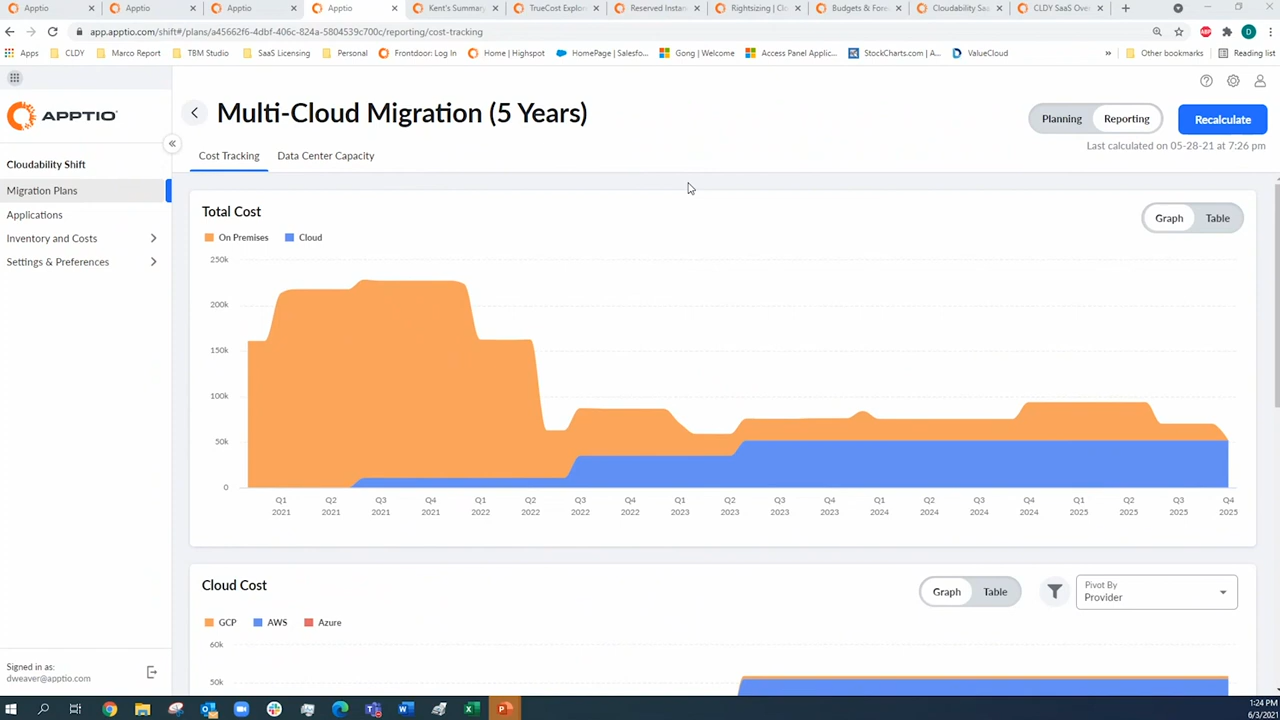 Apptio
Apptio
Apptio
Apptio
Kent's Summary
TrueCost Explor
Reserved Instan
Rightsizing | Clo
Budgets & Fore
Cloudability Saa
CLDY SaaS Over
app.apptio.com/shift#/plans/a45662f6-4dbf-406c-824a-5804539c700c/reporting/cost-tracking
Apps
CLDY
Marco Report
TBM Studio
SaaS Licensing
Personal
Frontdoor: Log In
Home | Highspot
HomePage | Salesfo...
Gong | Welcome
Access Panel Applic...
StockCharts.com | A...
ValueCloud
Other bookmarks
Reading list
APPTIO
Multi-Cloud Migration (5 Years)
Planning
Reporting
Recalculate
Last calculated on 05-28-21 at 7:26 pm
Cost Tracking
Data Center Capacity
Cloudability Shift
Migration Plans
Applications
Inventory and Costs
Settings & Preferences
Total Cost
Graph
Table
On Premises
Cloud
250k
200k
150k
100k
50k
0
Q1 Q2 Q3 Q4 Q1 Q2 Q3 Q4 Q1 Q2 Q3 Q4 Q1 Q2 Q3 Q4 Q1 Q2 Q3 Q4
2021 2021 2021 2021 2022 2022 2022 2022 2023 2023 2023 2023 2024 2024 2024 2024 2025 2025 2025 2025
Cloud Cost
Graph
Table
Pivot By
Provider
GCP
AWS
Azure
60k
50k
Signed in as:
dweaver@apptio.com
1:24 PM
6/3/2021